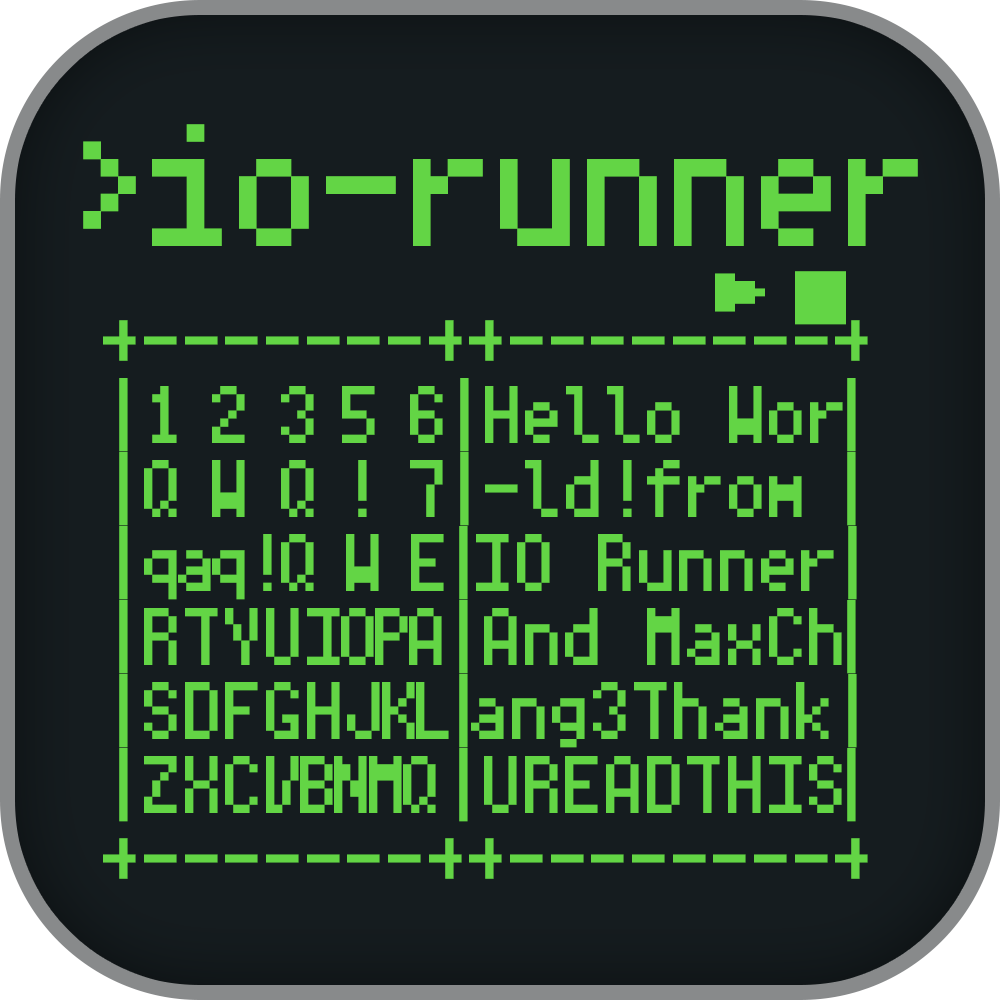 >io-runner
+--------++---------+
|1 2 3 5 6|Hello Wor|
|Q W Q ! 7|-ld!from |
|qaq!Q W E|IO Runner|
|RTYUIOPA|And MaxCh|
|SDFGHJKL|ang3Thank|
|ZXCVBNMQ|UREADTHIS|
+--------++---------+